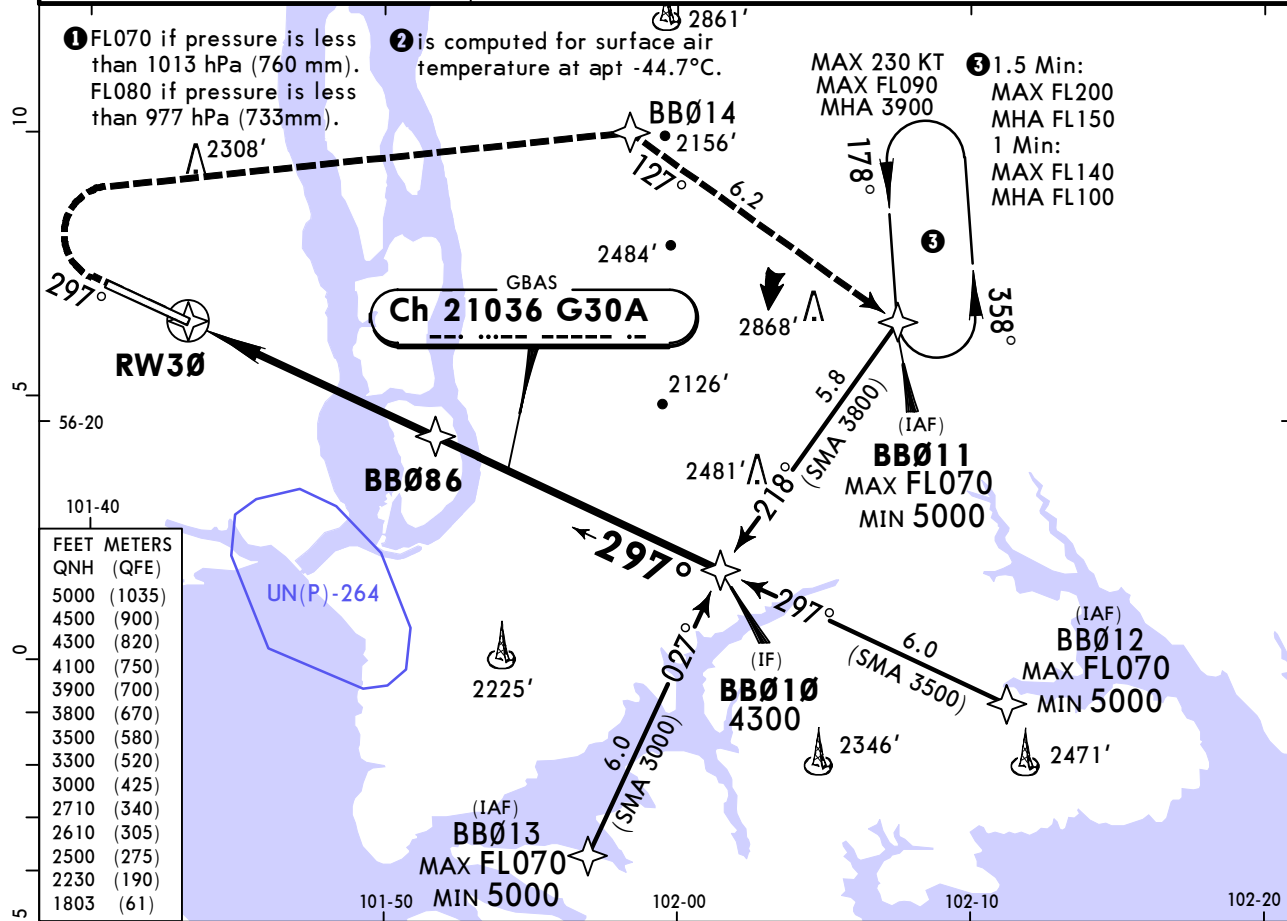 2861'
❶ FL070 if pressure is less
than 1013 hPa (760 mm).
FL080 if pressure is less
than 977 hPa (733mm).
❷ is computed for surface air
temperature at apt -44.7°C.
MAX 230 KT
MAX FL090
MHA 3900
❸ 1.5 Min:
MAX FL200
MHA FL150
1 Min:
MAX FL140
MHA FL100
10
BBØ14
2156'
2308'
127°
6.2
178°
❸
358°
2484'
297°
GBAS
Ch 21036 G30A
2868'
RW3Ø
5
2126'
5.8
(SMA 3800)
218°
(IAF)
BBØ11
MAX FL070
MIN 5000
56-20
BBØ86
2481'
101-40
297°
UN(P)-264
297°
6.0
(SMA 3500)
(IAF)
BBØ12
MAX FL070
MIN 5000
0
2225'
027°
6.0
(SMA 3000)
(IF)
BBØ1Ø
4300
2346'
2471'
(IAF)
BBØ13
MAX FL070
MIN 5000
FEET METERS
QNH (QFE)
5000 (1035)
4500 (900)
4300 (820)
4100 (750)
3900 (700)
3800 (670)
3500 (580)
3300 (520)
3000 (425)
2710 (340)
2610 (305)
2500 (275)
2230 (190)
1803 (61)
5
101-50
102-00
102-10
102-20